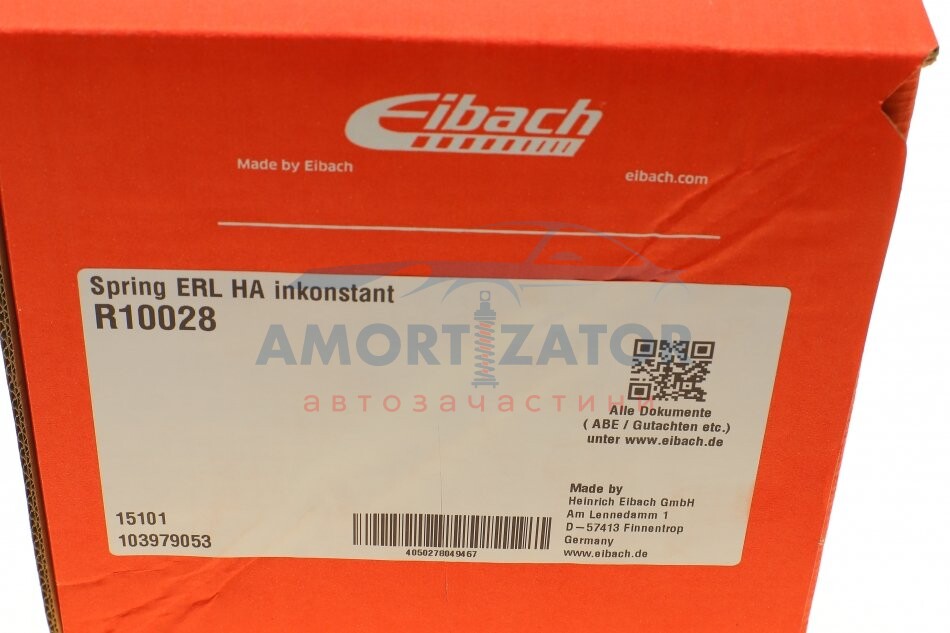 Eibach
Made by Eibach
eibach.com
Spring ERL HA inkonstant
R10028
AMORTIZATOR
автозачастини
Alle Dokumente
( ABE / Gutachten etc.)
unter www.eibach.de
15101
103979053
4050278049467
Made by
Heinrich Eibach GmbH
Am Lennedamm 1
D-57413 Finnentrop
Germany
www.eibach.de